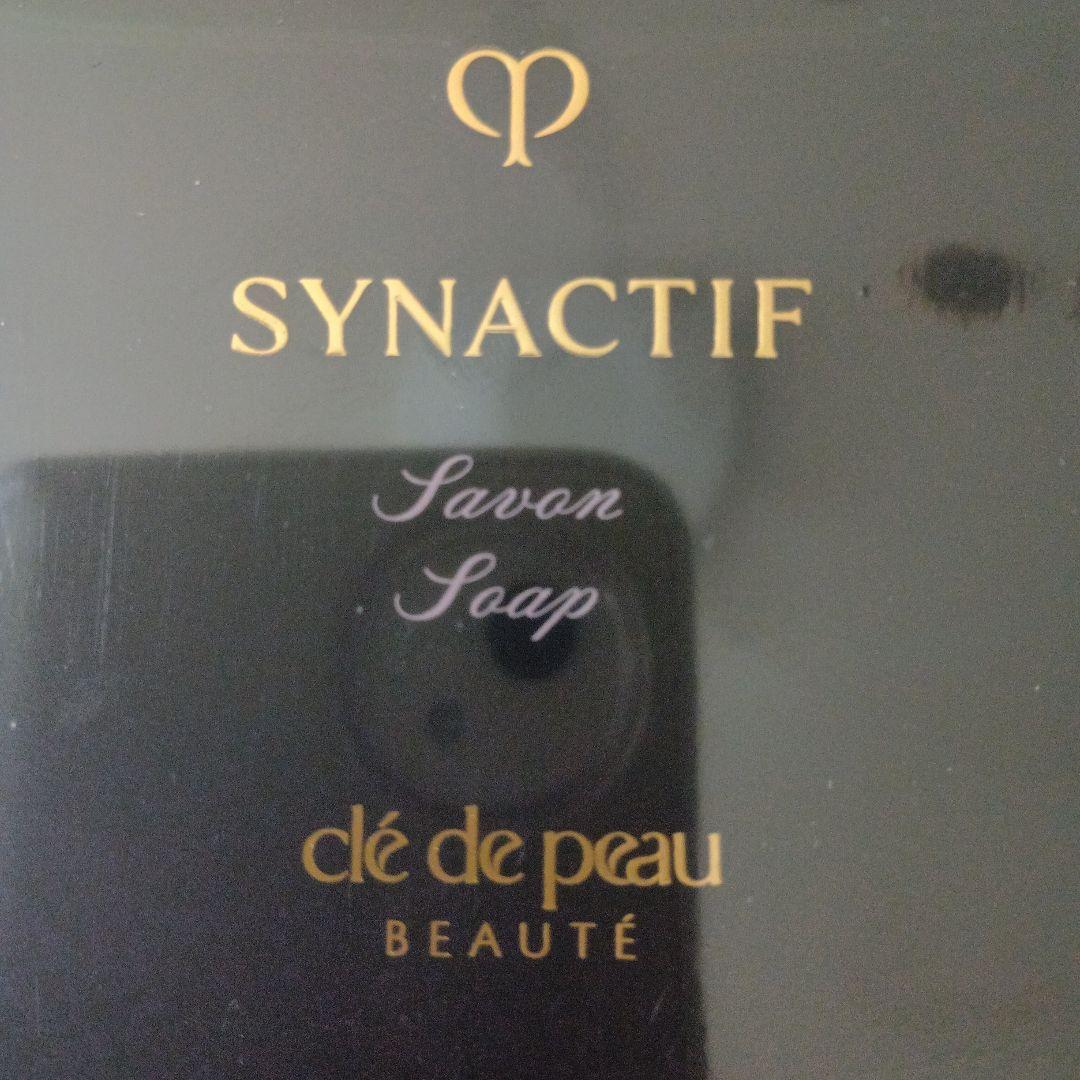 SYNACTIF
Savon
Soap
clé de peau
BEAUTÉ